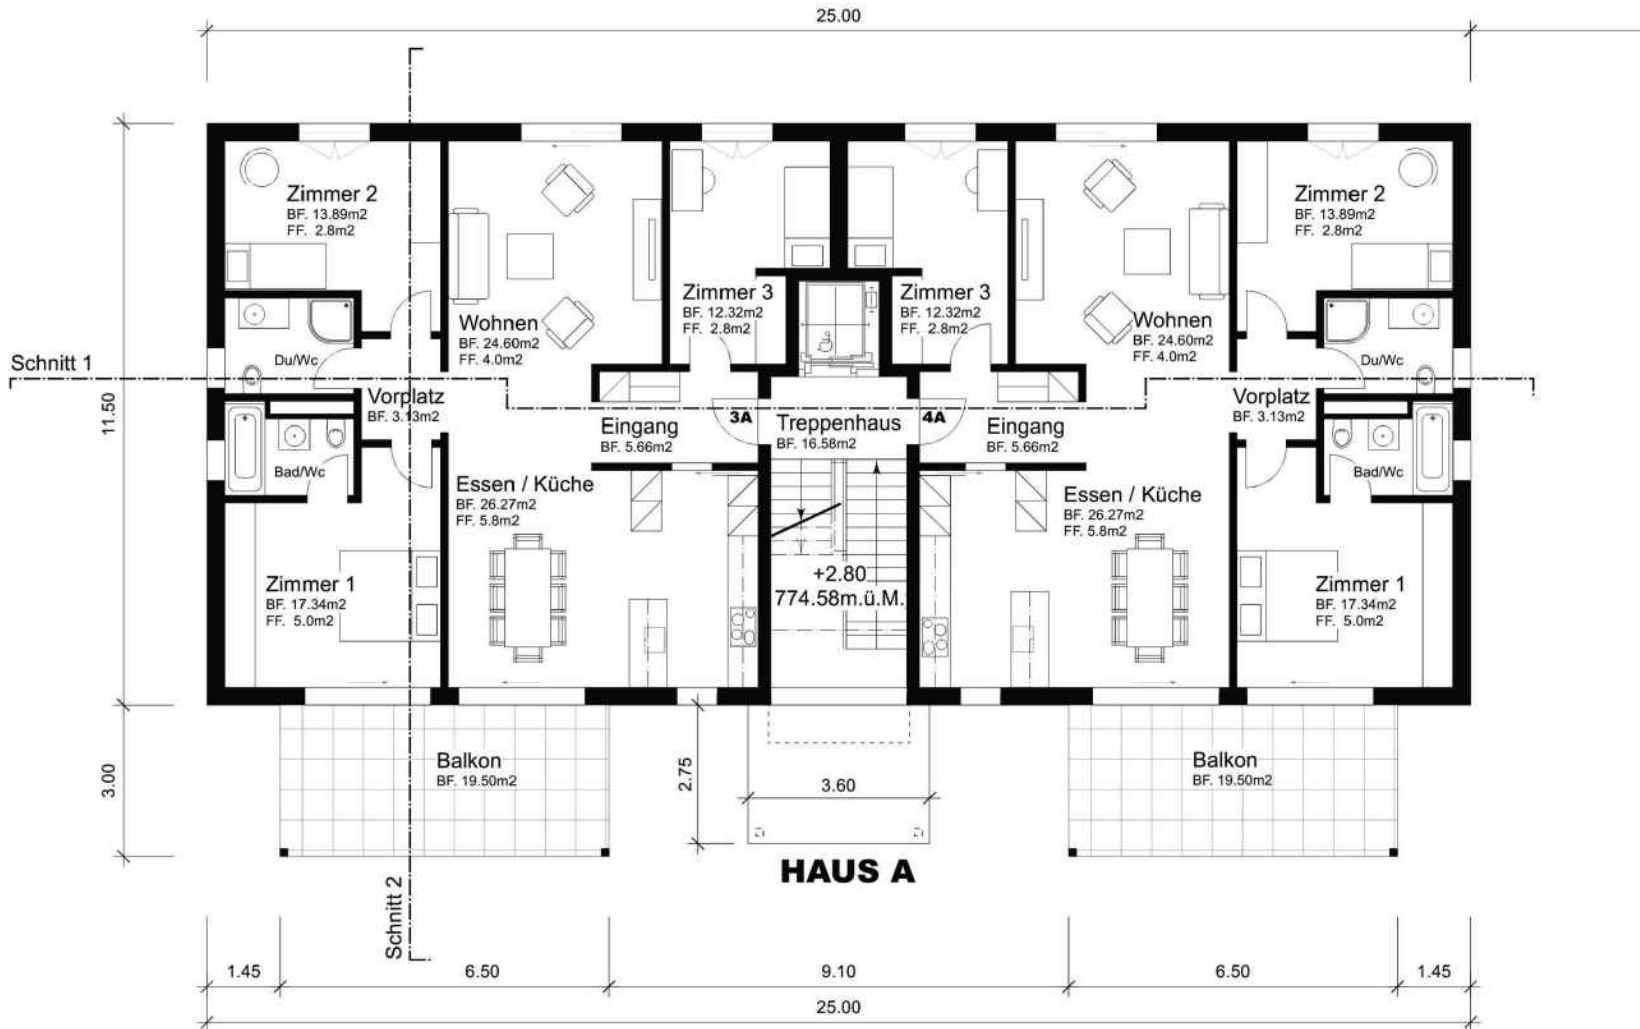 25.00
Zimmer 2
BF. 13.89m2
FF. 2.8m2
Zimmer 2
BF. 13.89m2
FF. 2.8m2
Zimmer 3
BF. 12.32m2
FF. 2.8m2
Zimmer 3
BF. 12.32m2
FF. 2.8m2
Wohnen
BF. 24.60m2
FF. 4.0m2
Wohnen
BF. 24.60m2
FF. 4.0m2
Schnitt 1
Du/Wc
Du/Wc
11.50
Vorplatz
BF. 3.13m2
Vorplatz
BF. 3.13m2
3A
4A
Eingang
BF. 5.66m2
Treppenhaus
BF. 16.58m2
Eingang
BF. 5.66m2
Bad/Wc
Bad/Wc
Essen / Küche
BF. 26.27m2
FF. 5.8m2
Essen / Küche
BF. 26.27m2
FF. 5.8m2
+2.80
774.58m.ü.M.
Zimmer 1
BF. 17.34m2
FF. 5.0m2
Zimmer 1
BF. 17.34m2
FF. 5.0m2
3.00
Balkon
BF. 19.50m2
2.75
3.60
Balkon
BF. 19.50m2
HAUS A
Schnitt 2
1.45
6.50
9.10
6.50
1.45
25.00